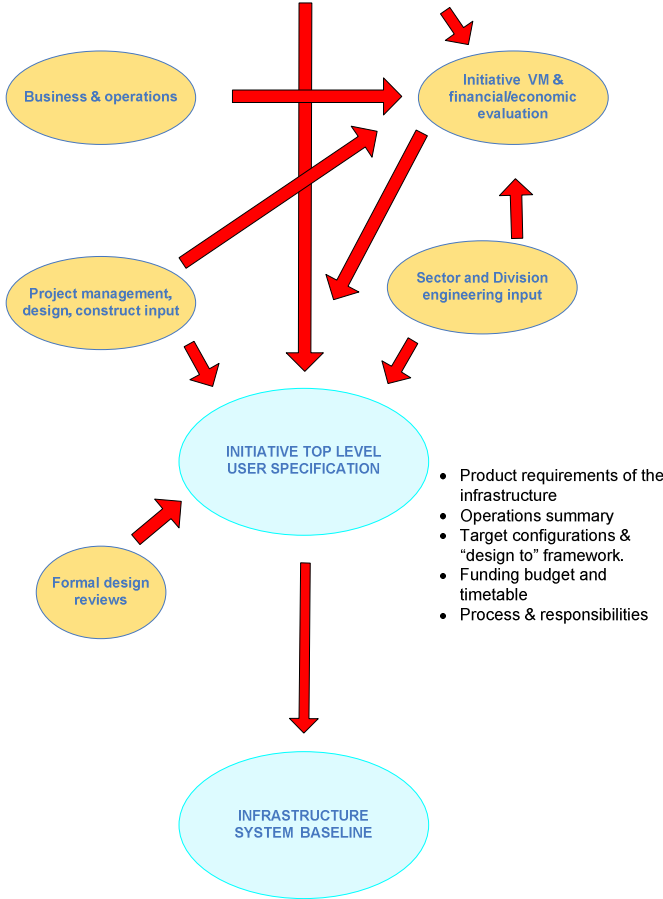 Business & operations
Initiative VM &
financial/economic
evaluation
Project management,
design, construct input
Sector and Division
engineering input
INITIATIVE TOP LEVEL
USER SPECIFICATION
• Product requirements of the
infrastructure
• Operations summary
• Target configurations &
“design to” framework.
• Funding budget and
timetable
• Process & responsibilities
Formal design
reviews
INFRASTRUCTURE
SYSTEM BASELINE